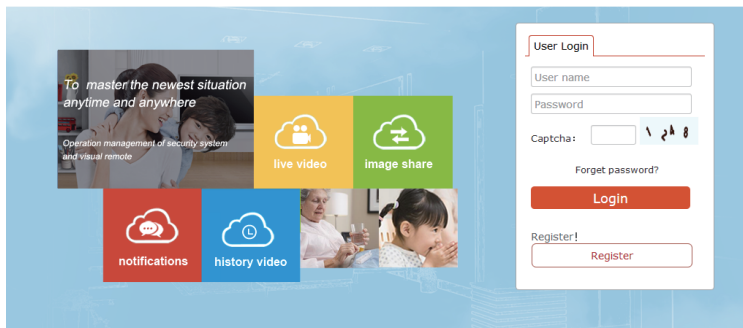 To master the newest situation
anytime and anywhere
Operation management of security system
and visual remote
live video
image share
notifications
history video
User Login
User name
Password
Captcha:
Forget password?
Login
Register!
Register